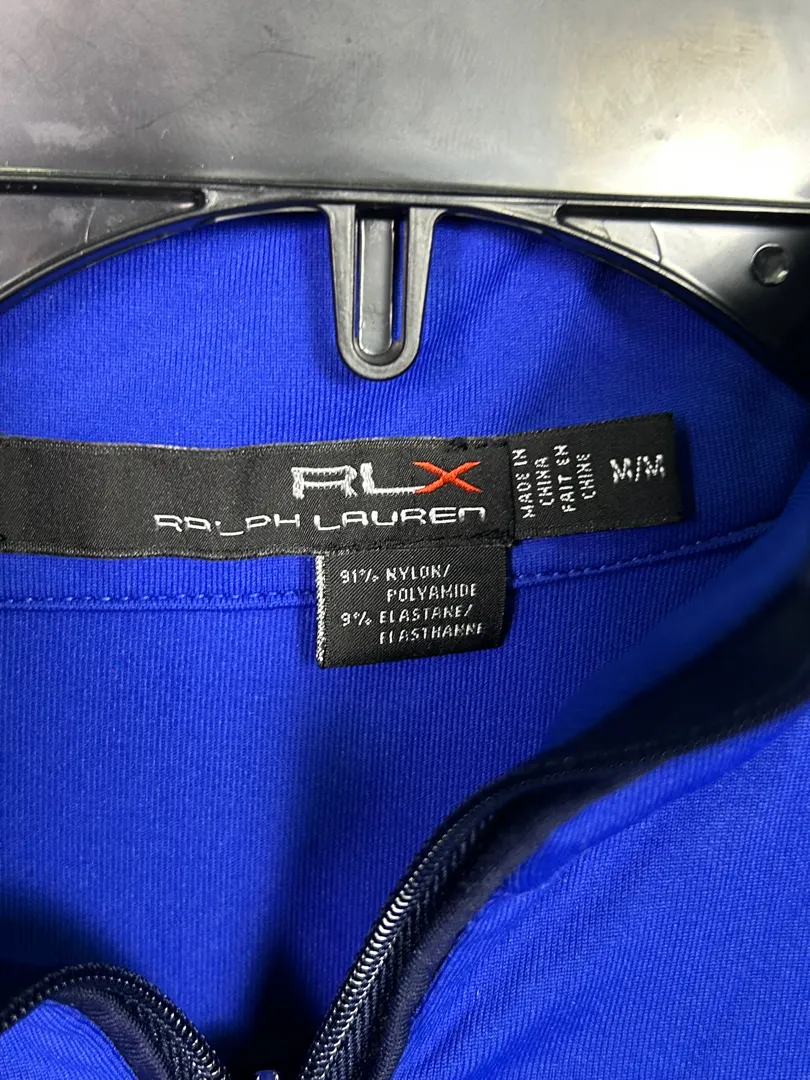 RLX
RALPH LAUREN
MADE IN
CHINA
FAIT EN
CHINE
M/M
91% NYLON/
POLYAMIDE
9% ELASTANE/
ELASTHANNE